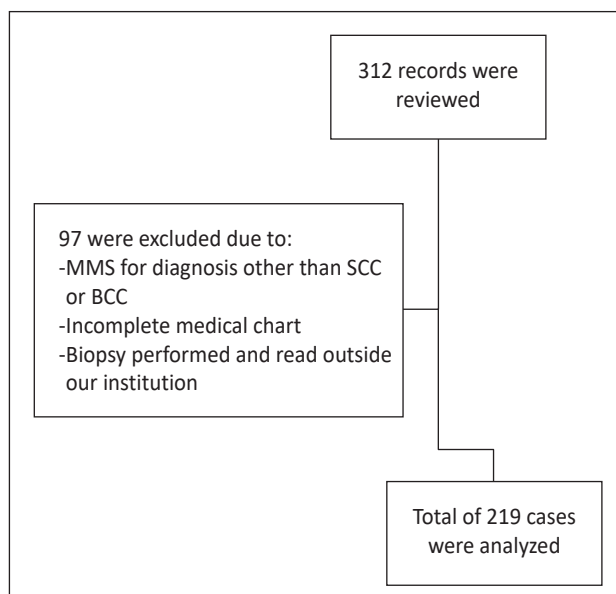 312 records were
reviewed
97 were excluded due to:
-MMS for diagnosis other than SCC
or BCC
-Incomplete medical chart
-Biopsy performed and read outside
our institution
Total of 219 cases
were analyzed